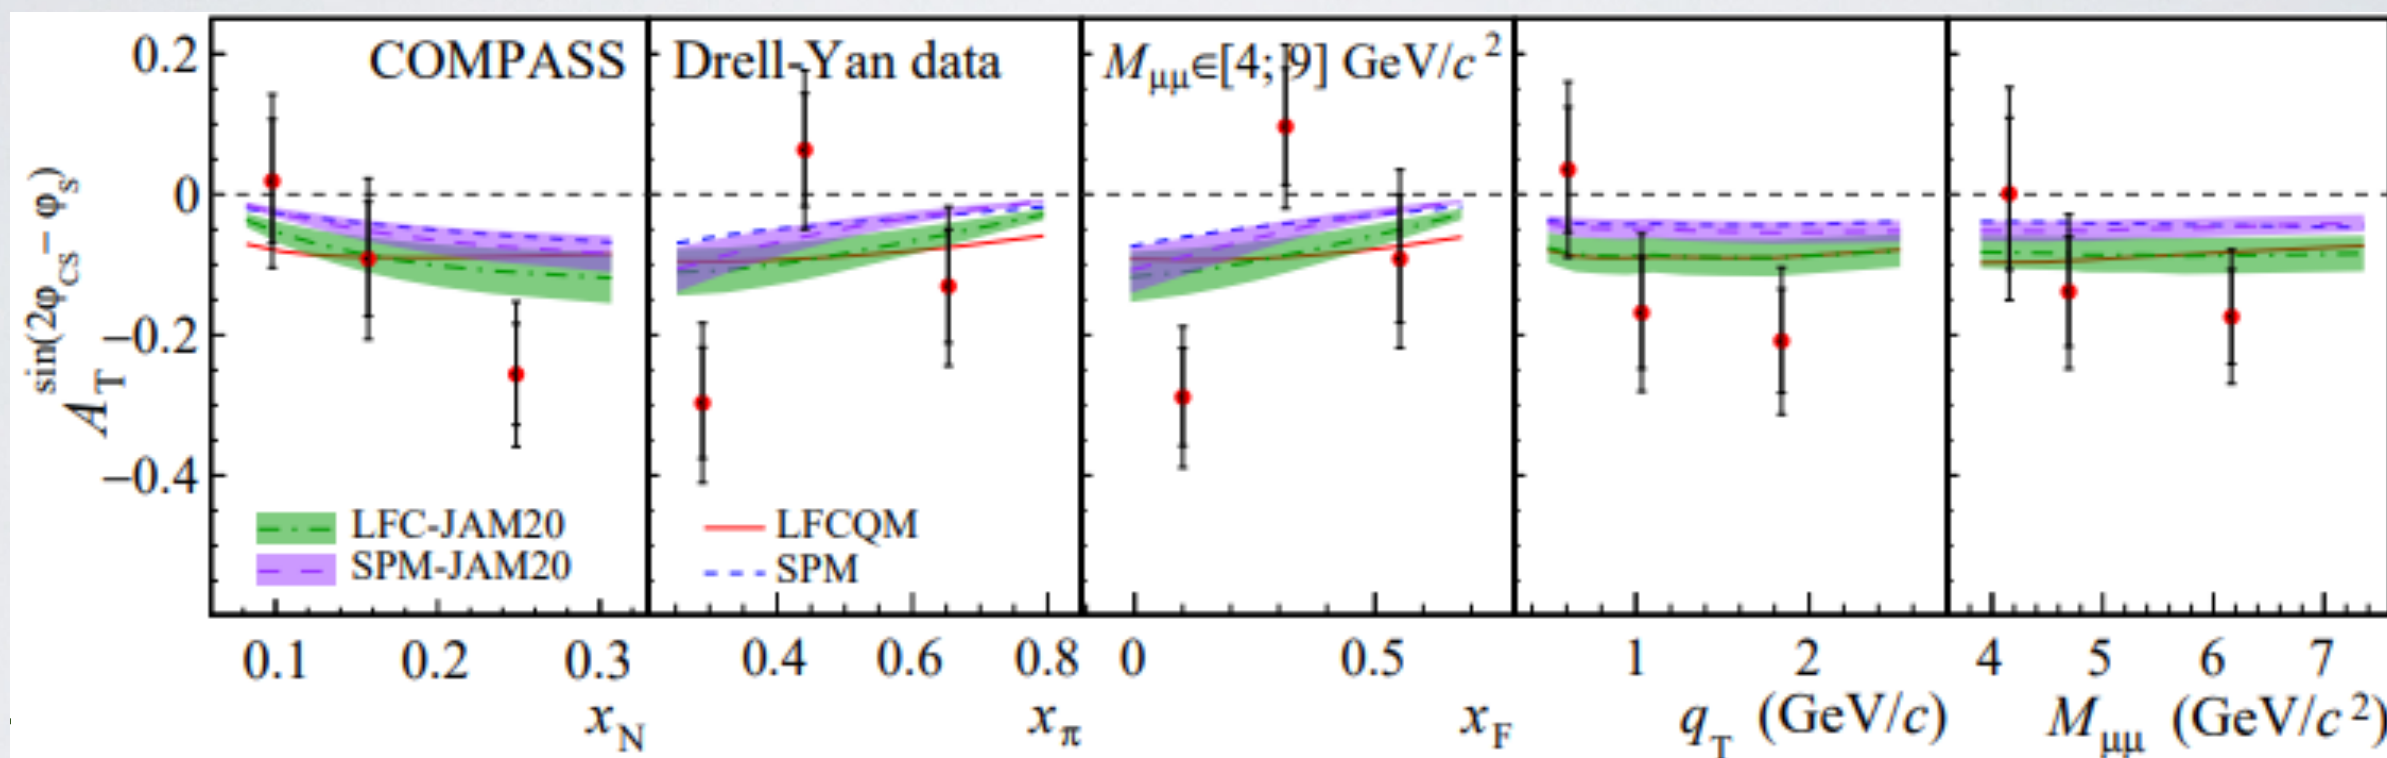 COMPASS
Drell-Yan data
M_μμ∈[4; 9] GeV/c²
A_T^sin(2φ_CS − φ_S)
0.2
0
−0.2
−0.4
LFC-JAM20
SPM-JAM20
LFCQM
SPM
0.1 0.2 0.3
0.4 0.6 0.8
0 0.5
1 2
4 5 6 7
x_N
x_π
x_F
q_T (GeV/c)
M_μμ (GeV/c²)